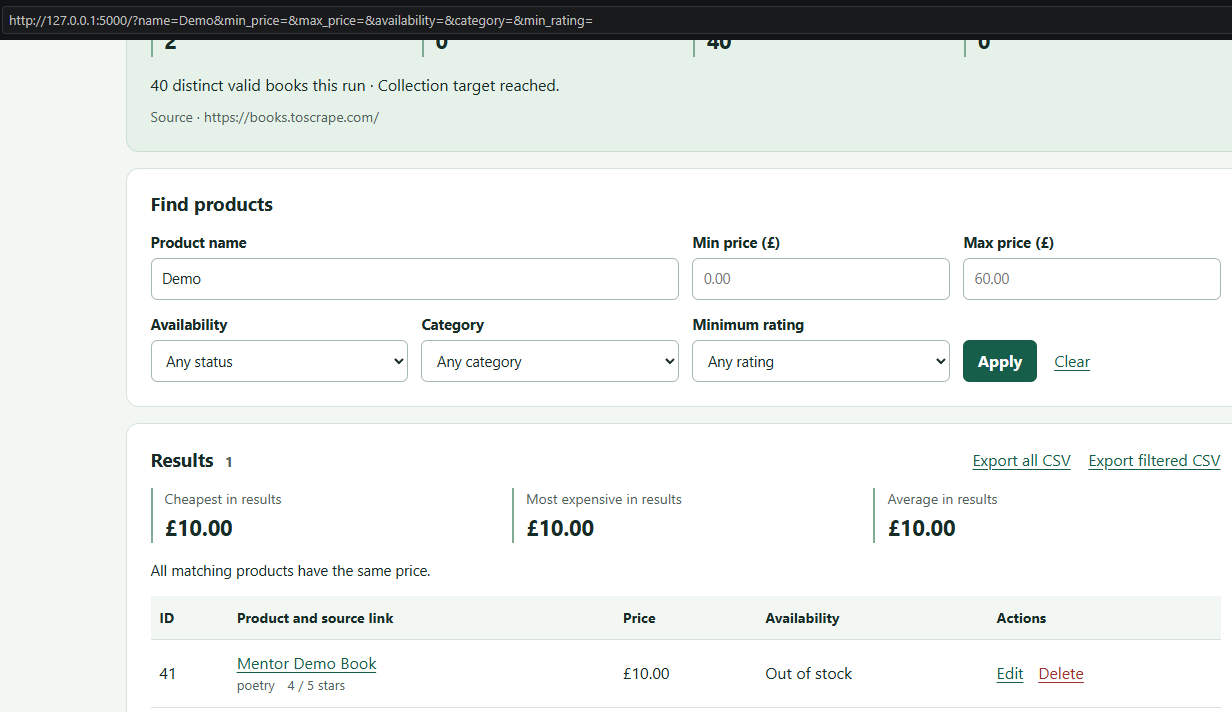 http://127.0.0.1:5000/?name=Demo&min_price=&max_price=&availability=&category=&min_rating=
2 0 40 0
40 distinct valid books this run · Collection target reached.
Source · https://books.toscrape.com/
Find products
Product name Min price (£) Max price (£)
Demo 0.00 60.00
Availability Category Minimum rating
Any status Any category Any rating Apply Clear
Results 1 Export all CSV Export filtered CSV
Cheapest in results Most expensive in results Average in results
£10.00 £10.00 £10.00
All matching products have the same price.
ID Product and source link Price Availability Actions
41 Mentor Demo Book £10.00 Out of stock Edit Delete
poetry 4 / 5 stars